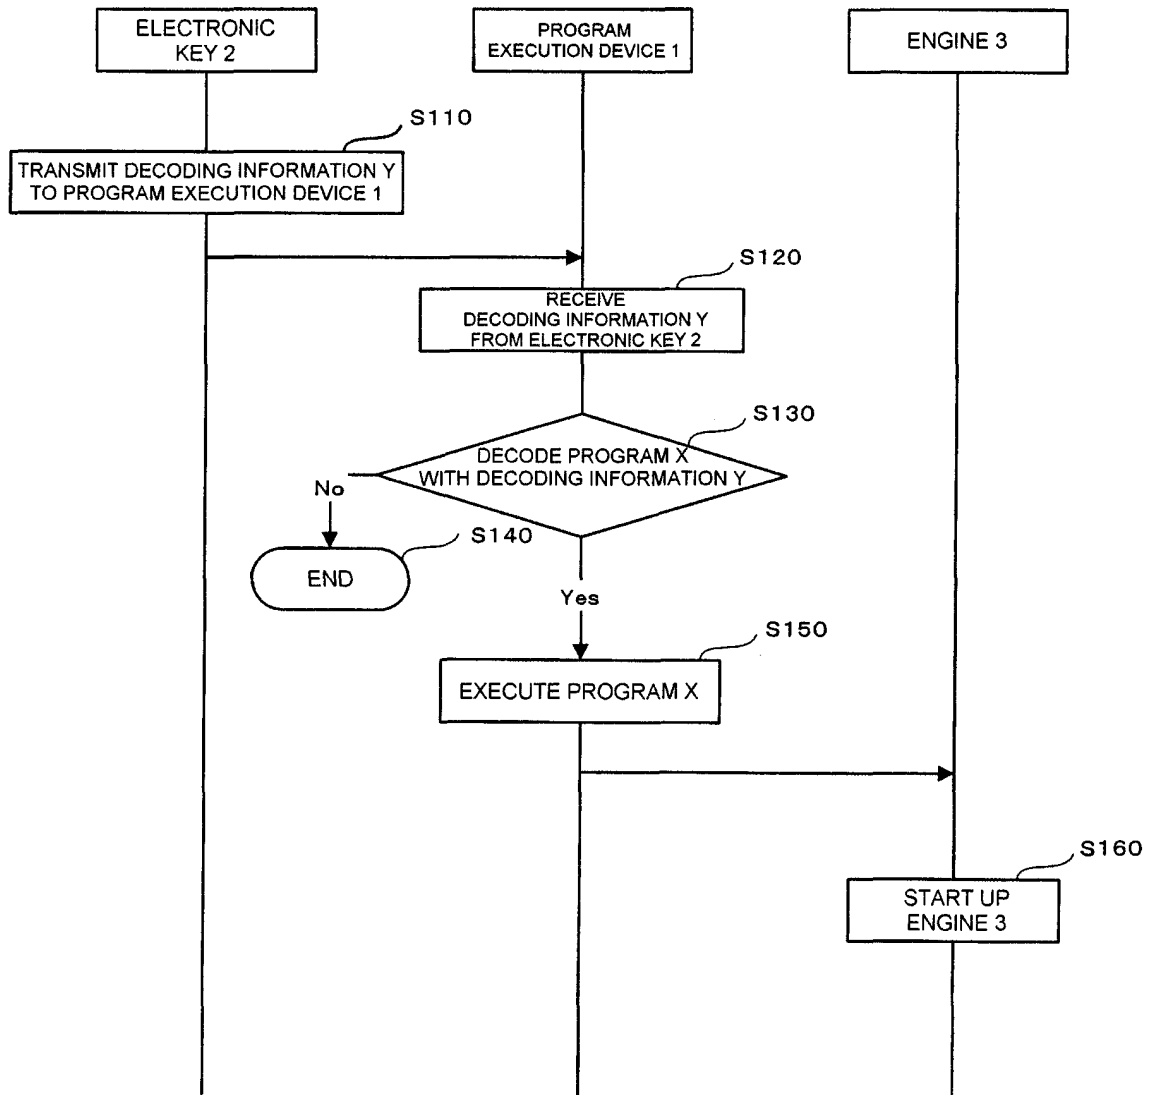 ELECTRONIC
KEY 2
PROGRAM
EXECUTION DEVICE 1
ENGINE 3
S110
TRANSMIT DECODING INFORMATION Y
TO PROGRAM EXECUTION DEVICE 1
S120
RECEIVE
DECODING INFORMATION Y
FROM ELECTRONIC KEY 2
S130
DECODE PROGRAM X
WITH DECODING INFORMATION Y
No
S140
END
Yes
S150
EXECUTE PROGRAM X
S160
START UP
ENGINE 3